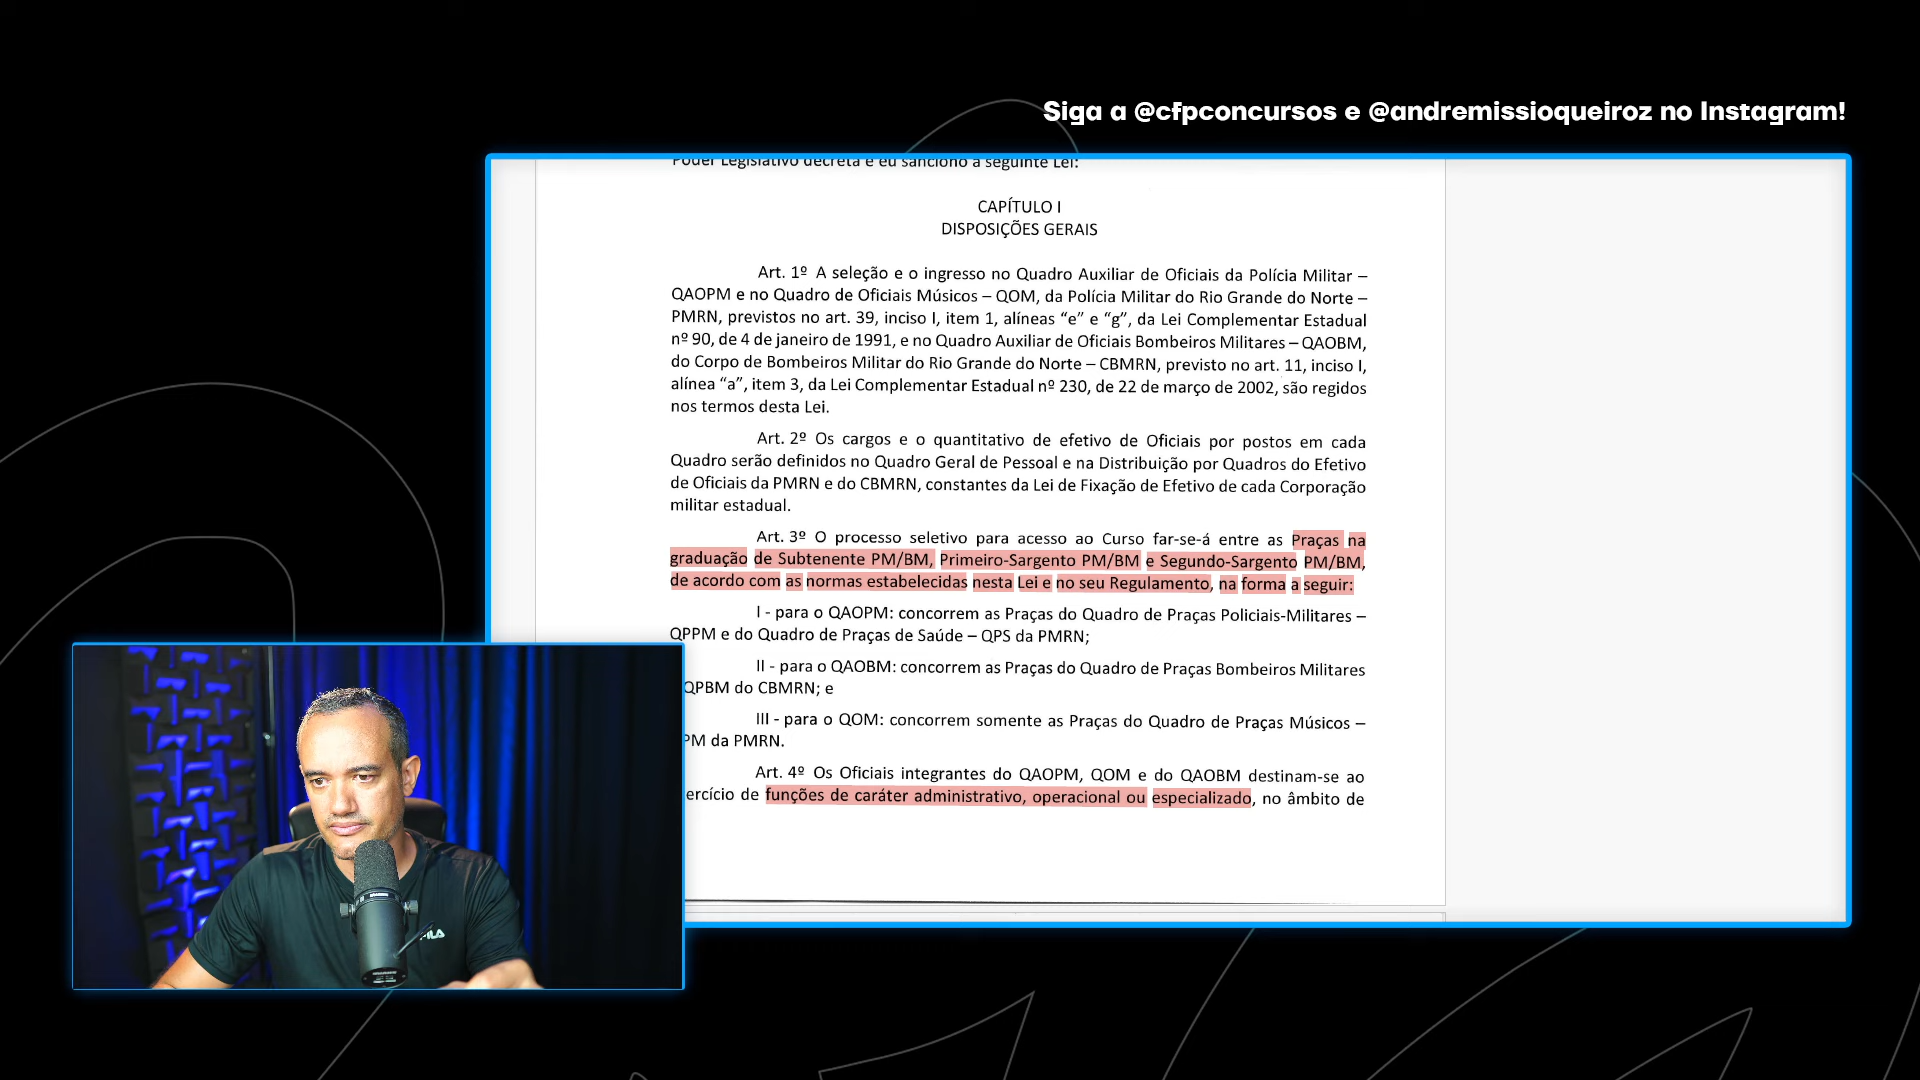 Siga a @cfpconcursos e @andremissioqueiroz no Instagram!
Poder Legislativo decreta e eu sanciono a seguinte Lei:
CAPÍTULO I
DISPOSIÇÕES GERAIS
Art. 1º A seleção e o ingresso no Quadro Auxiliar de Oficiais da Polícia Militar –
QAOPM e no Quadro de Oficiais Músicos – QOM, da Polícia Militar do Rio Grande do Norte –
PMRN, previstos no art. 39, inciso I, item 1, alíneas “e” e “g”, da Lei Complementar Estadual
nº 90, de 4 de janeiro de 1991, e no Quadro Auxiliar de Oficiais Bombeiros Militares – QAOBM,
do Corpo de Bombeiros Militar do Rio Grande do Norte – CBMRN, previsto no art. 11, inciso I,
alínea “a”, item 3, da Lei Complementar Estadual nº 230, de 22 de março de 2002, são regidos
nos termos desta Lei.
Art. 2º Os cargos e o quantitativo de efetivo de Oficiais por postos em cada
Quadro serão definidos no Quadro Geral de Pessoal e na Distribuição por Quadros do Efetivo
de Oficiais da PMRN e do CBMRN, constantes da Lei de Fixação de Efetivo de cada Corporação
militar estadual.
Art. 3º O processo seletivo para acesso ao Curso far-se-á entre as Praças na
graduação de Subtenente PM/BM, Primeiro-Sargento PM/BM e Segundo-Sargento PM/BM,
de acordo com as normas estabelecidas nesta Lei e no seu Regulamento, na forma a seguir:
I - para o QAOPM: concorrem as Praças do Quadro de Praças Policiais-Militares –
QPPM e do Quadro de Praças de Saúde – QPS da PMRN;
II - para o QAOBM: concorrem as Praças do Quadro de Praças Bombeiros Militares
QPBM do CBMRN; e
III - para o QOM: concorrem somente as Praças do Quadro de Praças Músicos –
PM da PMRN.
Art. 4º Os Oficiais integrantes do QAOPM, QOM e do QAOBM destinam-se ao
ercício de funções de caráter administrativo, operacional ou especializado, no âmbito de
FILA